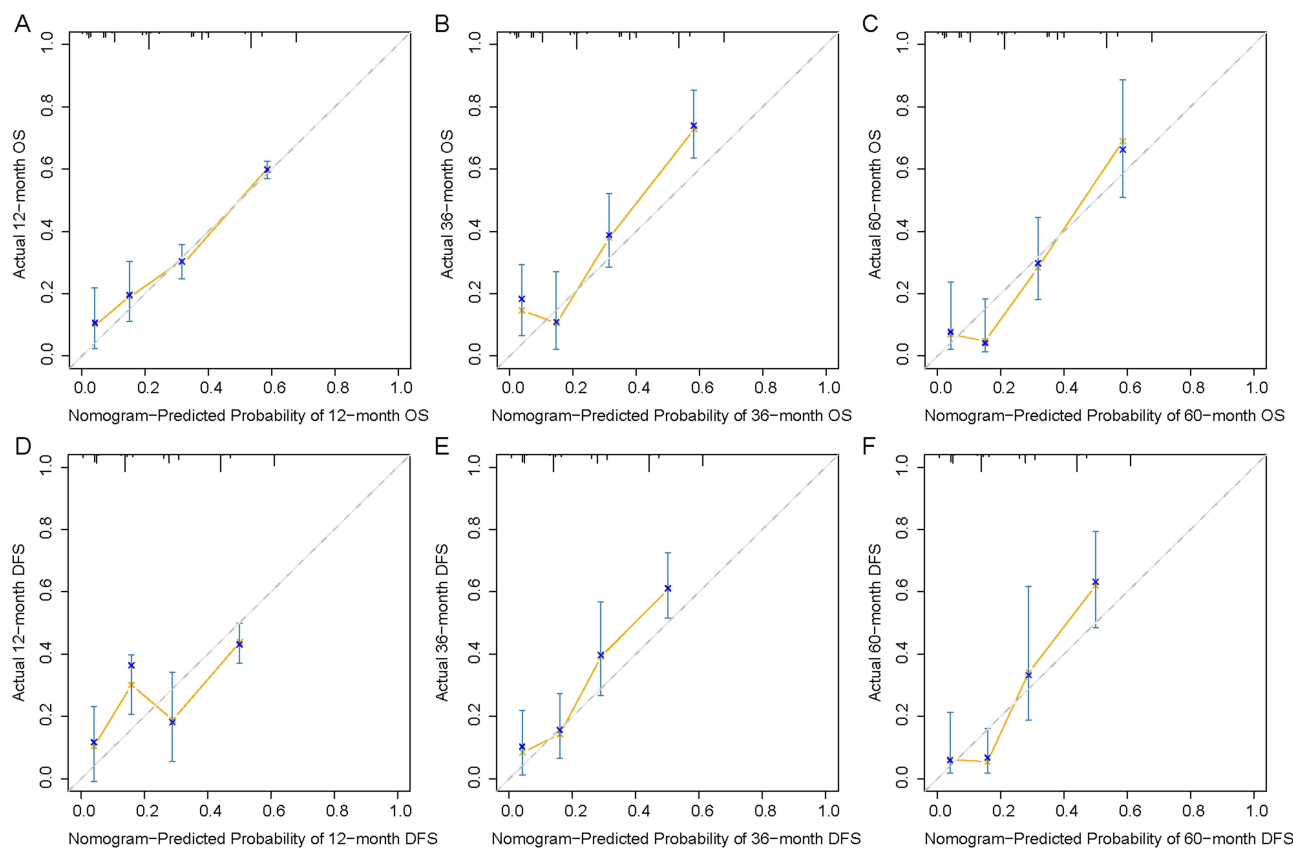 A
Actual 12−month OS
0.0 0.2 0.4 0.6 0.8 1.0
0.0 0.2 0.4 0.6 0.8 1.0
Nomogram−Predicted Probability of 12−month OS
B
Actual 36−month OS
0.0 0.2 0.4 0.6 0.8 1.0
0.0 0.2 0.4 0.6 0.8 1.0
Nomogram−Predicted Probability of 36−month OS
C
Actual 60−month OS
0.0 0.2 0.4 0.6 0.8 1.0
0.0 0.2 0.4 0.6 0.8 1.0
Nomogram−Predicted Probability of 60−month OS
D
Actual 12−month DFS
0.0 0.2 0.4 0.6 0.8 1.0
0.0 0.2 0.4 0.6 0.8 1.0
Nomogram−Predicted Probability of 12−month DFS
E
Actual 36−month DFS
0.0 0.2 0.4 0.6 0.8 1.0
0.0 0.2 0.4 0.6 0.8 1.0
Nomogram−Predicted Probability of 36−month DFS
F
Actual 60−month DFS
0.0 0.2 0.4 0.6 0.8 1.0
0.0 0.2 0.4 0.6 0.8 1.0
Nomogram−Predicted Probability of 60−month DFS